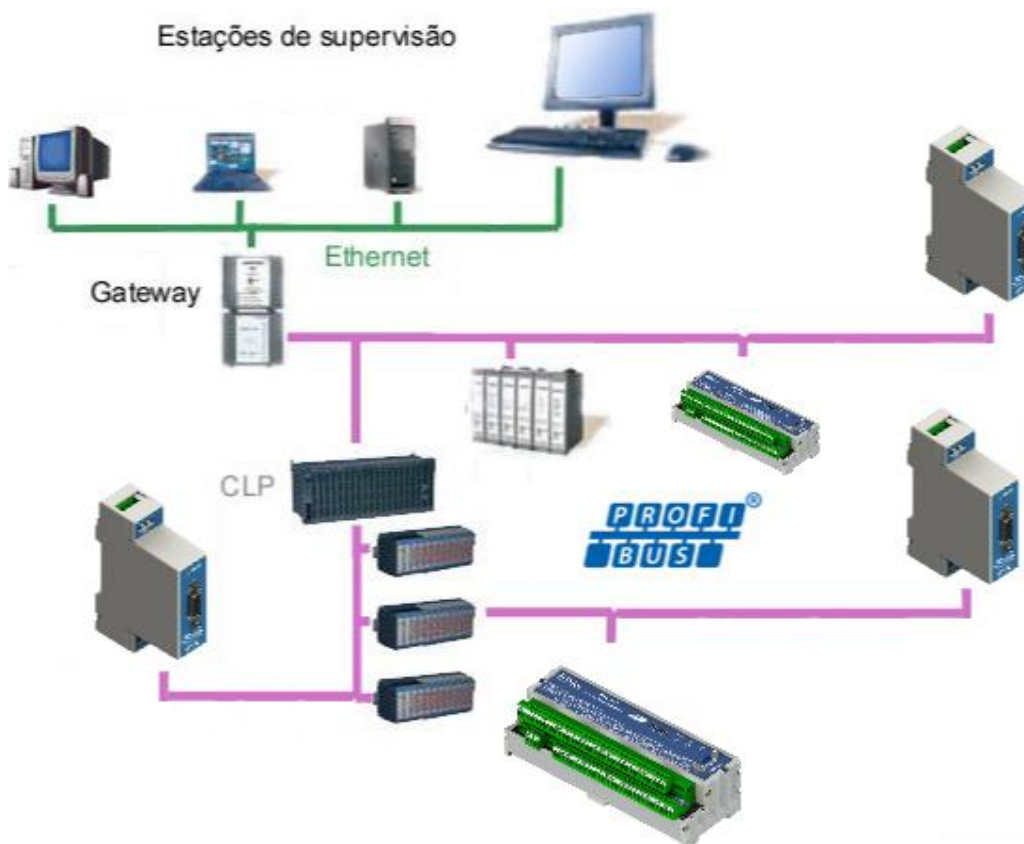 Estações de supervisão
Ethernet
Gateway
CLP
PROFI
BUS
®